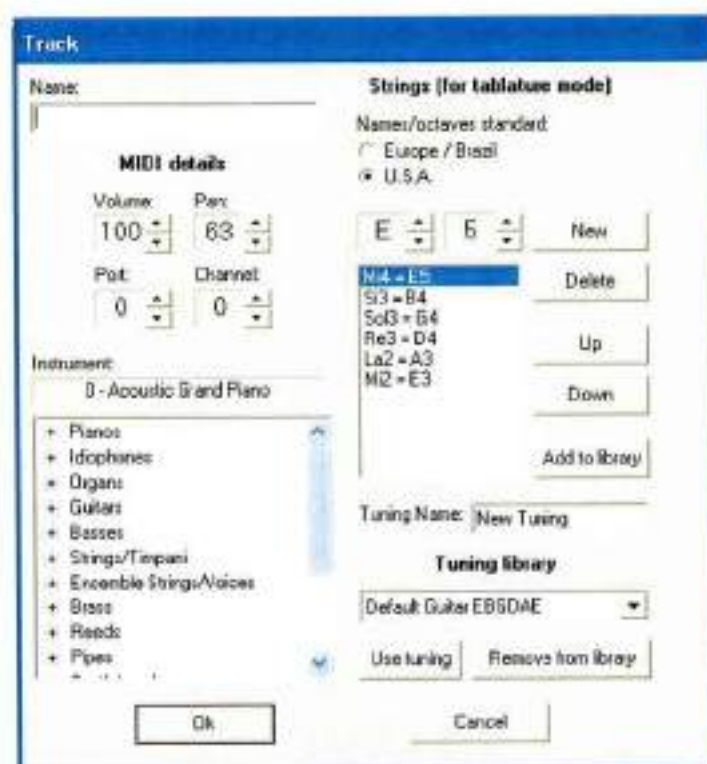 Track
Name:
MIDI details
Volume: Pan:
100 63
Port: Channel:
0 0
Instrument:
0 - Acoustic Grand Piano
+ Pianos
+ Idiophones
+ Organs
+ Guitars
+ Basses
+ Strings/Timpani
+ Ensemble Strings/Voices
+ Brass
+ Reeds
+ Pipes
Ok
Strings (for tablature mode)
Names/octaves standard:
Europe / Brazil
U.S.A.
E 5 New
Mi4 = E5
Si3 = B4
Sol3 = G4
Re3 = D4
La2 = A3
Mi2 = E3
Delete
Up
Down
Add to library
Tuning Name: New Tuning
Tuning library
Default Guitar EBGDAE
Use tuning Remove from library
Cancel